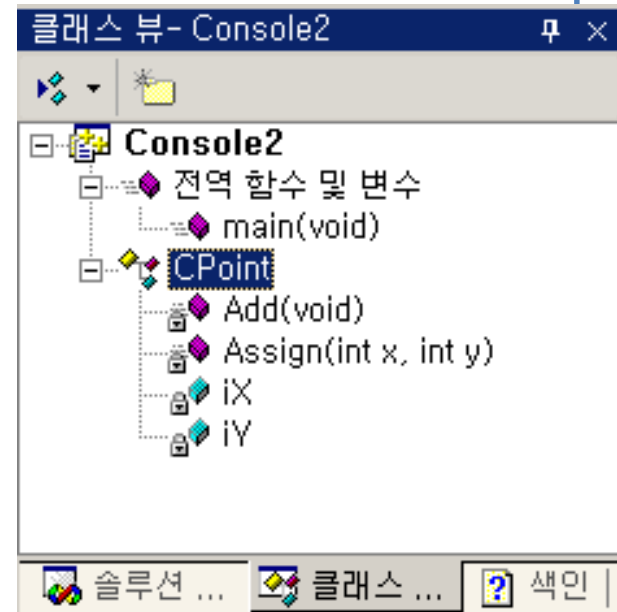 클래스 뷰- Console2
Console2
전역 함수 및 변수
main(void)
CPoint
Add(void)
Assign(int x, int y)
iX
iY
솔루션 ... 클래스 ... 색인